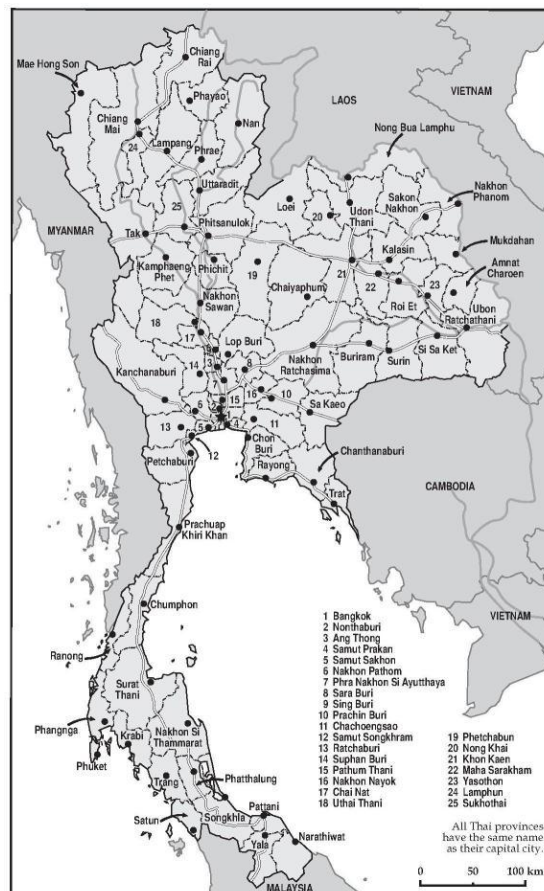 Chiang
Rai
Mae Hong Son
Phayao
Chiang
Mai
Nan
24
Lampang
Phrae
LAOS
VIETNAM
Nong Bua Lamphu
Uttaradit
Loei
20
Udon
Thani
Sakon
Nakhon
Nakhon
Phanom
25
MYANMAR
Tak
Phitsanulok
Kalasin
Mukdahan
Kamphaeng
Phet
Phichit
19
21
22
23
Amnat
Charoen
Chaiyaphum
Roi Et
Ubon
Ratchathani
Nakhon
Sawan
18
17
9
Lop Buri
Kanchanaburi
14
3
8
Nakhon
Ratchasima
Buriram
Surin
Si Sa Ket
15
16
10
Sa Kaeo
6
2
1
13
5
4
11
Chon
Buri
12
Petchaburi
Rayong
Chanthanaburi
Trat
CAMBODIA
Prachuap
Khiri Khan
VIETNAM
Chumphon
Ranong
Surat
Thani
Phangnga
Krabi
Nakhon Si
Thammarat
Phuket
Trang
Phatthalung
Satun
Songkhla
Pattani
Yala
Narathiwat
MALAYSIA
1 Bangkok
2 Nonthaburi
3 Ang Thong
4 Samut Prakan
5 Samut Sakhon
6 Nakhon Pathom
7 Phra Nakhon Si Ayutthaya
8 Sara Buri
9 Sing Buri
10 Prachin Buri
11 Chachoengsao
12 Samut Songkhram
13 Ratchaburi
14 Suphan Buri
15 Pathum Thani
16 Nakhon Nayok
17 Chai Nat
18 Uthai Thani
19 Phetchabun
20 Nong Khai
21 Khon Kaen
22 Maha Sarakham
23 Yasothon
24 Lamphun
25 Sukhothai
All Thai provinces
have the same name
as their capital city.
0 50 100 km